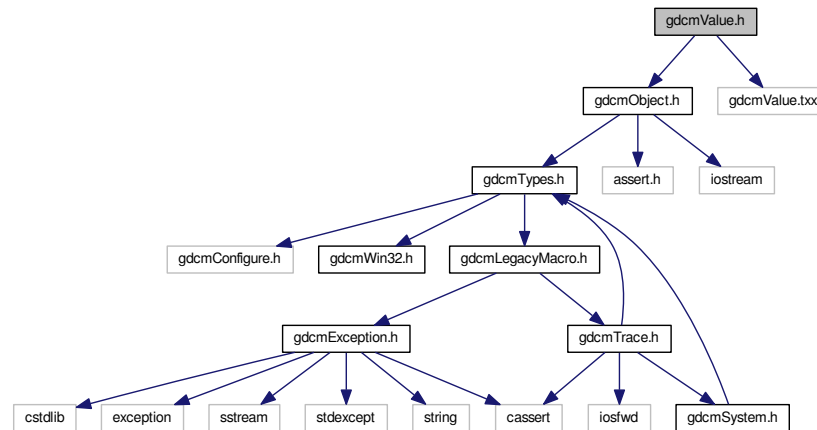 gdcmValue.h
gdcmObject.h
gdcmValue.txx
gdcmTypes.h
assert.h
iostream
gdcmConfigure.h
gdcmWin32.h
gdcmLegacyMacro.h
gdcmException.h
gdcmTrace.h
cstdlib
exception
sstream
stdexcept
string
cassert
iosfwd
gdcmSystem.h